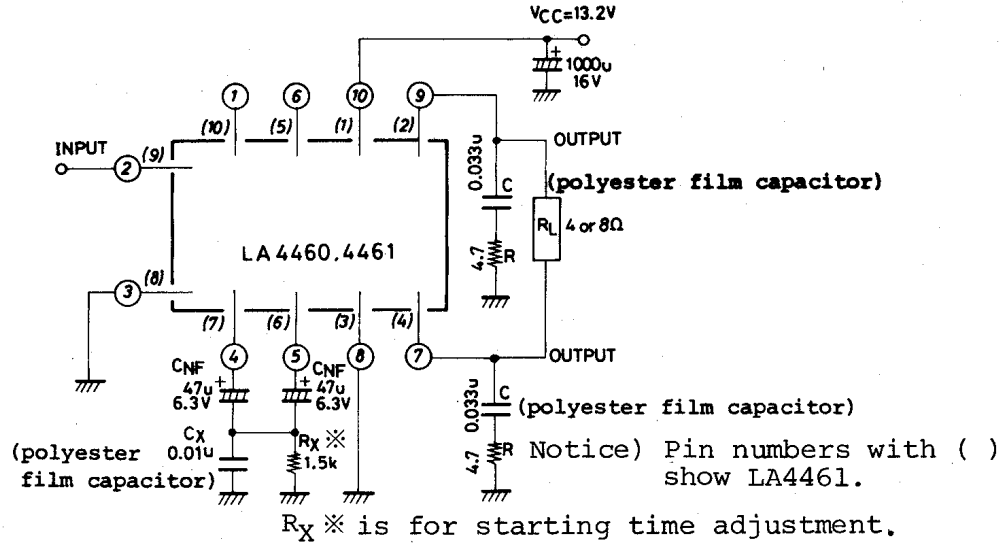 VCC=13.2V
+
1000u
16V
1
6
10
9
(10)
(5)
(1)
(2)
OUTPUT
INPUT
2
(9)
0.033u
C
(polyester film capacitor)
RL
4 or 8Ω
LA4460,4461
4.7
R
3
(8)
(7)
(6)
(3)
(4)
4
5
8
7
OUTPUT
CNF
+
47u
6.3V
CNF
+
47u
6.3V
0.033u
C
(polyester film capacitor)
CX
0.01u
RX ※
1.5k
4.7
R
(polyester
film capacitor)
Notice) Pin numbers with ( )
show LA4461.
RX ※ is for starting time adjustment.